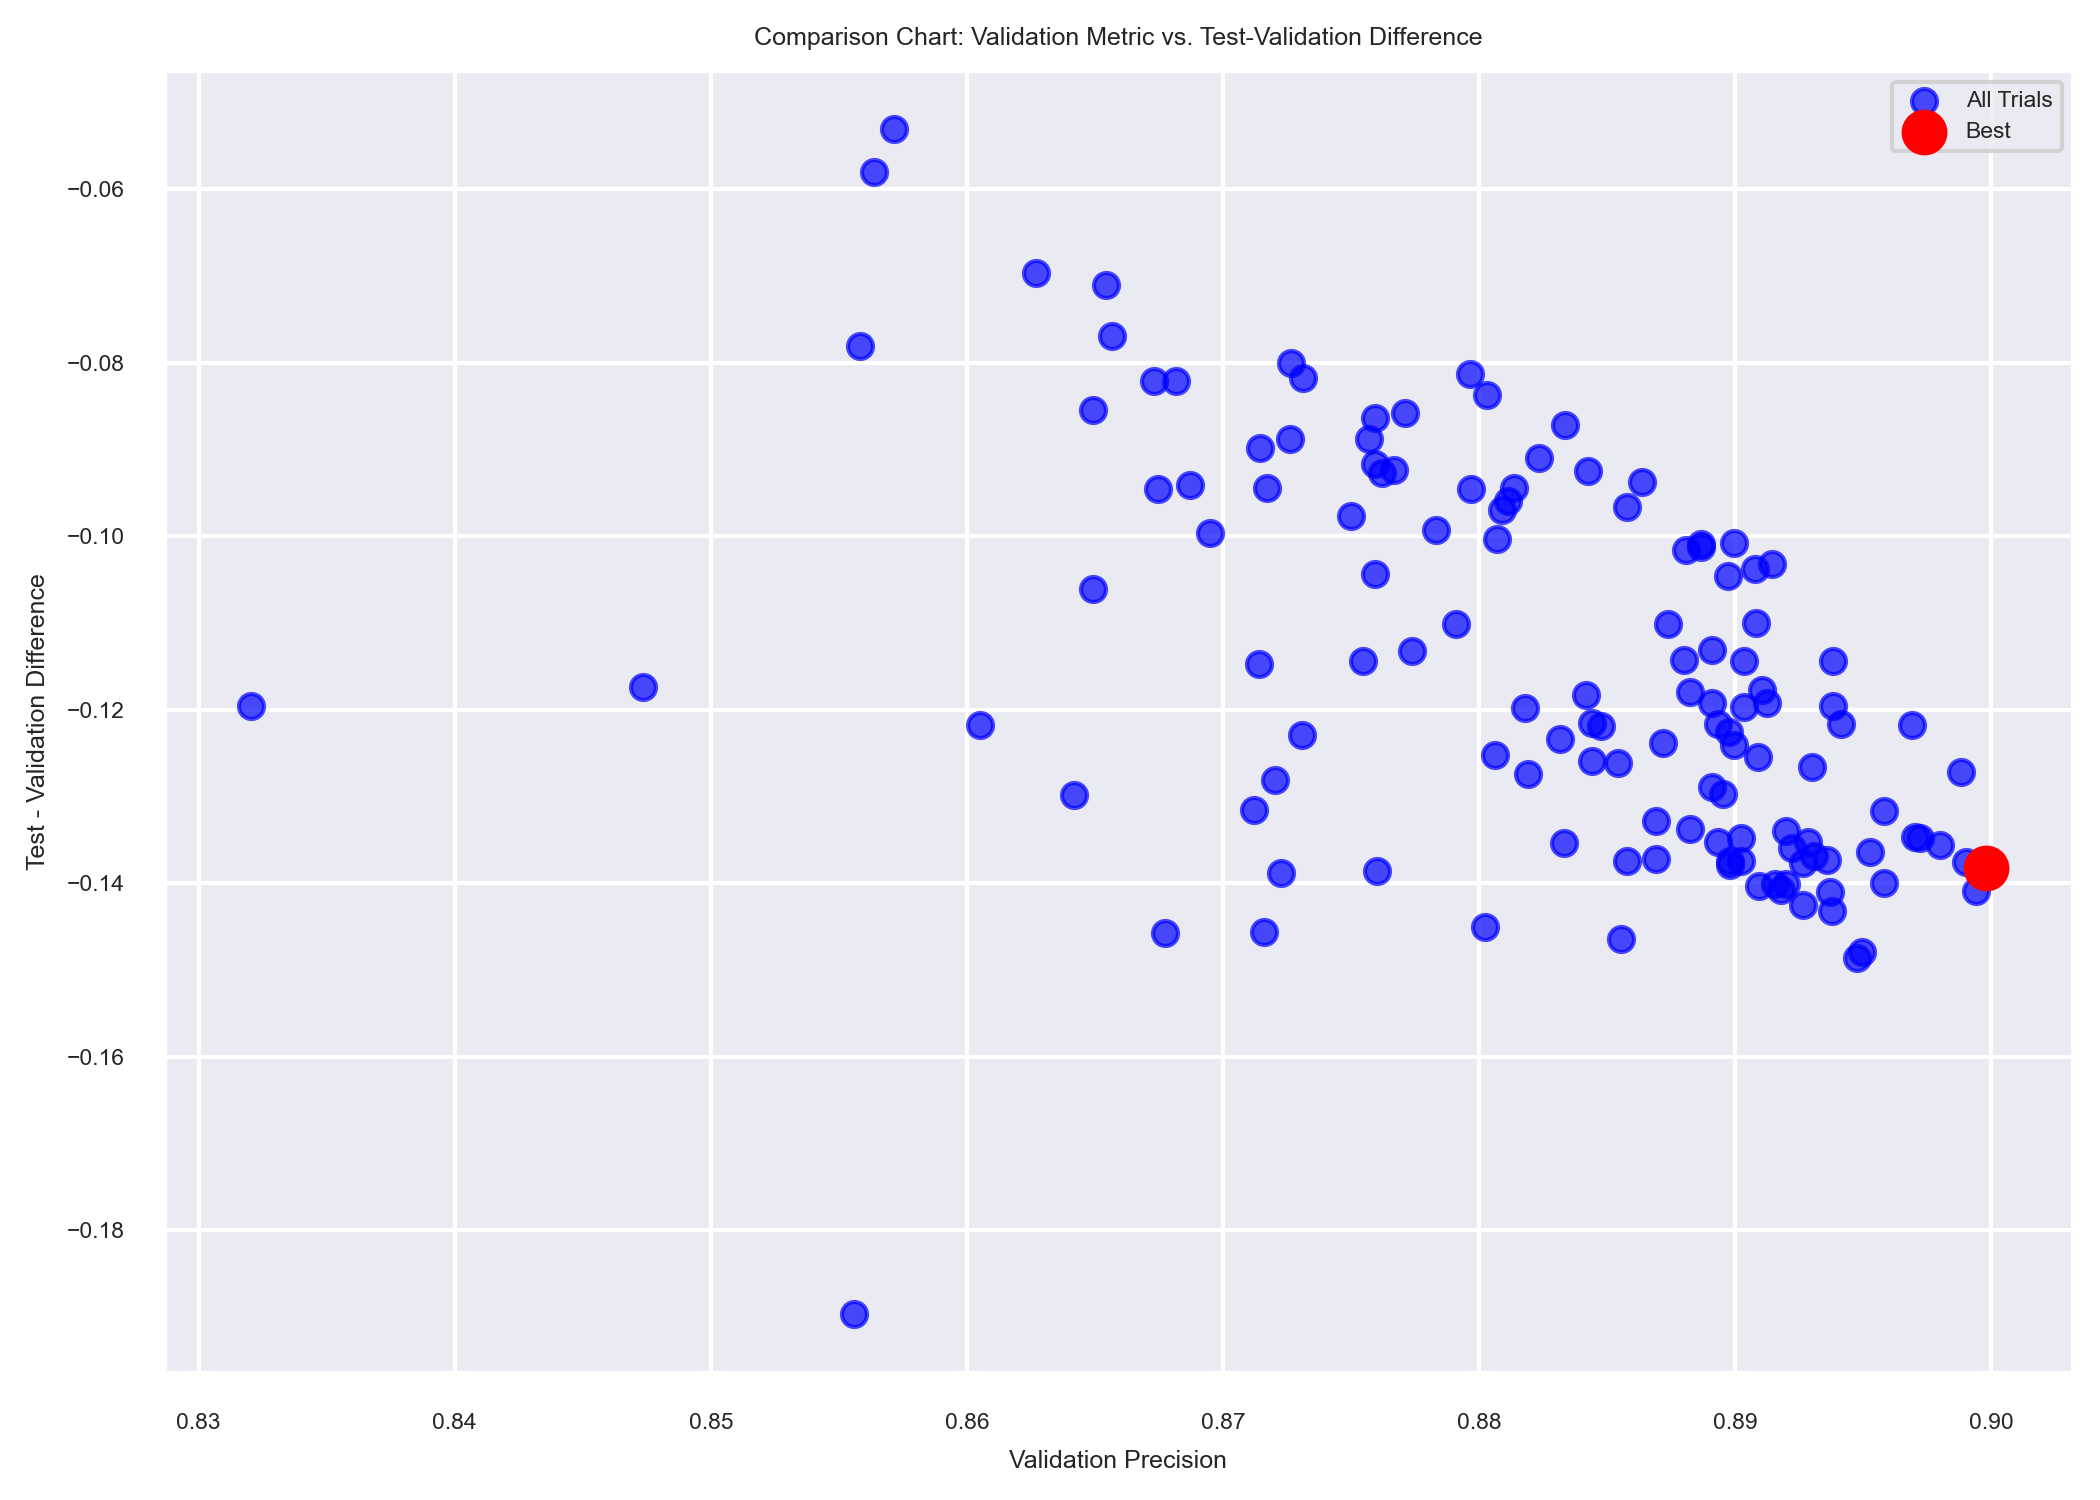 Comparison Chart: Validation Metric vs. Test-Validation Difference
All Trials
Best
−0.06
−0.08
−0.10
−0.12
−0.14
−0.16
−0.18
Test - Validation Difference
0.83 0.84 0.85 0.86 0.87 0.88 0.89 0.90
Validation Precision